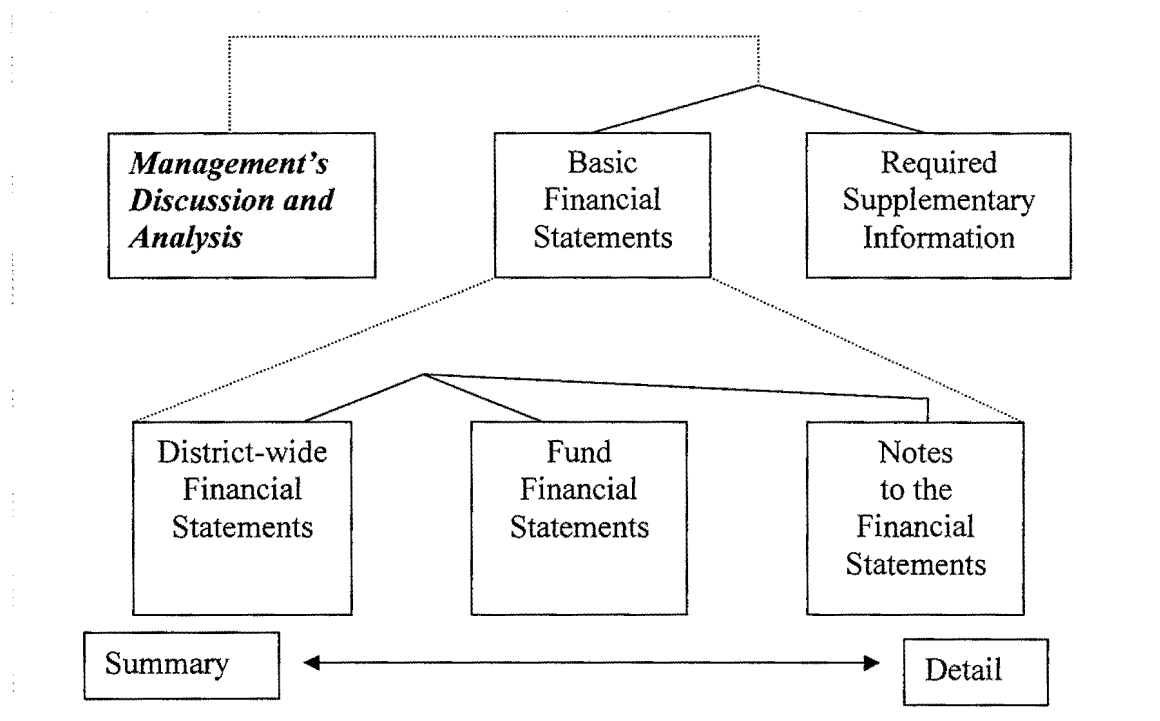 Management's
Discussion and
Analysis
Basic
Financial
Statements
Required
Supplementary
Information
District-wide
Financial
Statements
Fund
Financial
Statements
Notes
to the
Financial
Statements
Summary
Detail